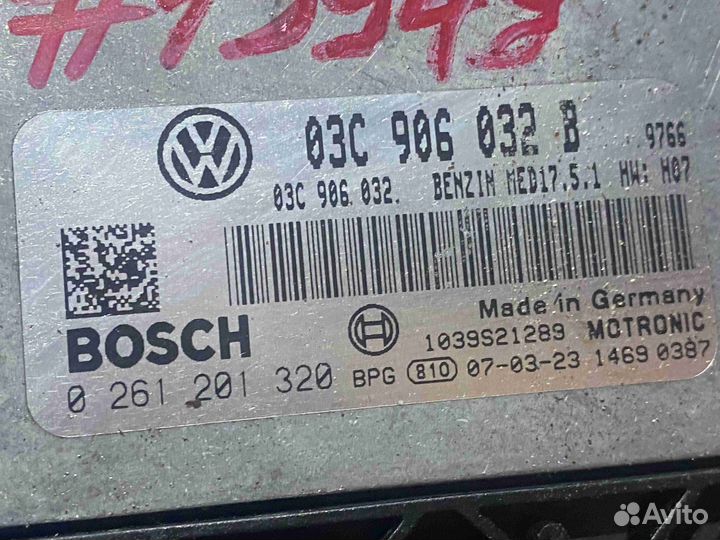 03C 906 032 B 9766
03C 906 032. BENZIN MED17.5.1 HW: H07
BOSCH
Made in Germany
1039S21289 MOTRONIC
0 261 201 320 BPG 810 07-03-23 1469 0387
Avito